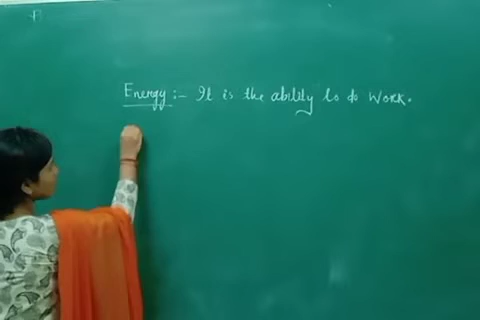 Energy :- It is the ability to do work.